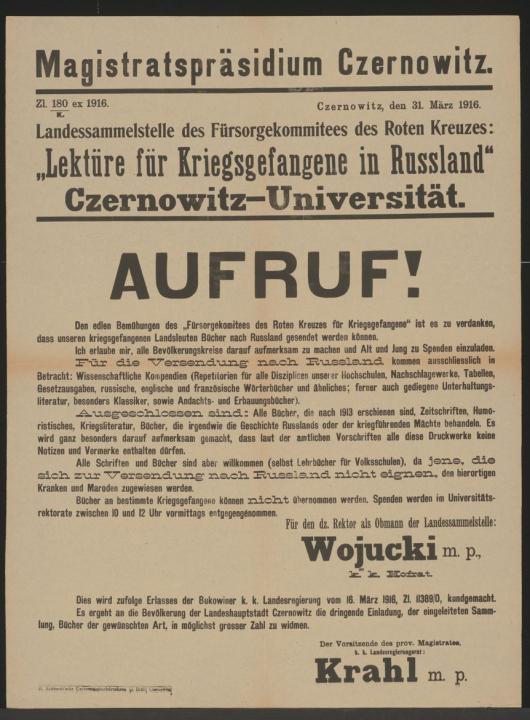 Magistratspräsidium Czernowitz.
Zl. 180/K. ex 1916.
Czernowitz, den 31. März 1916.
Landessammelstelle des Fürsorgekommitees des Roten Kreuzes:
„Lektüre für Kriegsgefangene in Russland“
Czernowitz—Universität.
AUFRUF!
Den edlen Bemühungen des „Fürsorgekomitees des Roten Kreuzes für Kriegsgefangene“ ist es zu verdanken,
dass unseren kriegsgefangenen Landsleuten Bücher nach Russland gesendet werden können.
Ich erlaube mir, alle Bevölkerungskreise darauf aufmerksam zu machen und Alt und Jung zu Spenden einzuladen.
Für die Versendung nach Russland kommen ausschliesslich in
Betracht: Wissenschaftliche Kompendien (Repetitorien für alle Disciplinen unserer Hochschulen, Nachschlagewerke, Tabellen,
Gesetzausgaben, russische, englische und französische Wörterbücher und ähnliches; ferner auch gediegene Unterhaltungs-
literatur, besonders Klassiker, sowie Andachts- und Erbauungsbücher).
Ausgeschlossen sind: Alle Bücher, die nach 1913 erschienen sind, Zeitschriften, Humo-
ristisches, Kriegsliteratur, Bücher, die irgendwie die Geschichte Russlands oder der kriegführenden Mächte behandeln. Es
wird ganz besonders darauf aufmerksam gemacht, dass laut der amtlichen Vorschriften alle diese Druckwerke keine
Notizen und Vermerke enthalten dürfen.
Alle Schriften und Bücher sind aber willkommen (selbst Lehrbücher für Volksschulen), da jene, die
sich zur Versendung nach Russland nicht eignen, den hierortigen
Kranken und Maroden zugewiesen werden.
Bücher an bestimmte Kriegsgefangene können nicht übernommen werden. Spenden werden im Universitäts-
rektorate zwischen 10 und 12 Uhr vormittags entgegengenommen.
Für den dz. Rektor als Obmann der Landessammelstelle:
Wojucki m. p.,
k. k. Hofrat.
Dies wird zufolge Erlasses der Bukowiner k. k. Landesregierung vom 16. März 1916, Zl. 11389/D, kundgemacht.
Es ergeht an die Bevölkerung der Landeshauptstadt Czernowitz die dringende Einladung, der eingeleiteten Samm-
lung, Bücher der gewünschten Art, in möglichst grosser Zahl zu widmen.
Der Vorsitzende des prov. Magistrates,
k. k. Landesregierungsrat:
Krahl m. p.